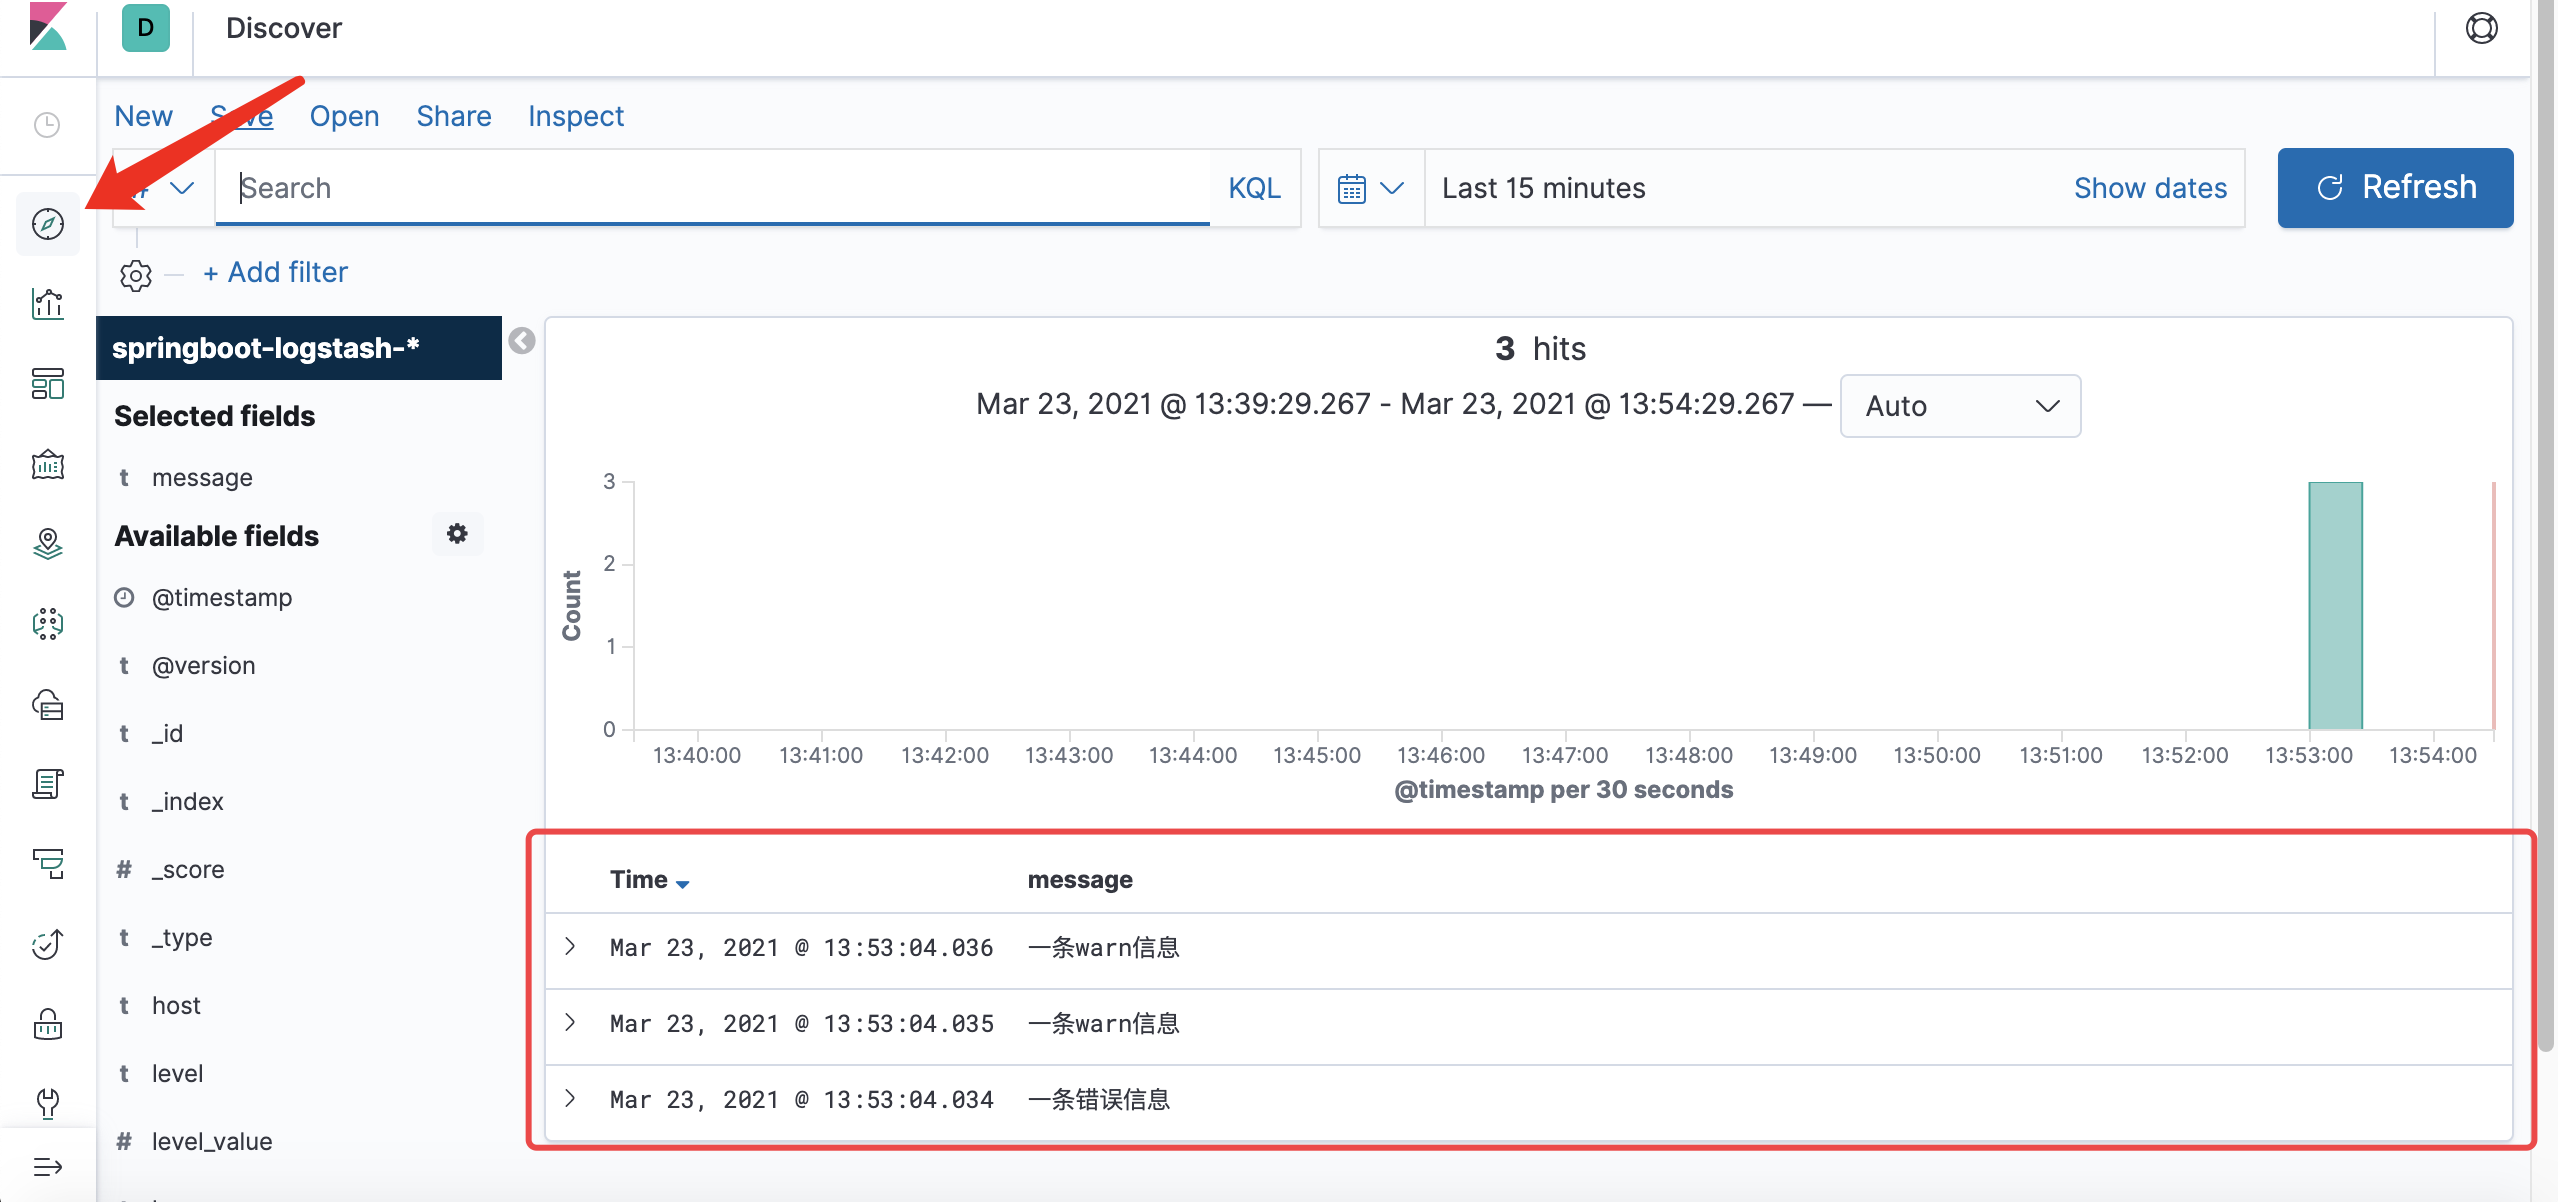 D Discover
New Save Open Share Inspect
Search KQL Last 15 minutes Show dates Refresh
+ Add filter
springboot-logstash-*
Selected fields
t message
Available fields
@timestamp
t @version
t _id
t _index
# _score
t _type
t host
t level
# level_value
3 hits
Mar 23, 2021 @ 13:39:29.267 - Mar 23, 2021 @ 13:54:29.267 — Auto
Count
3
2
1
0
13:40:00 13:41:00 13:42:00 13:43:00 13:44:00 13:45:00 13:46:00 13:47:00 13:48:00 13:49:00 13:50:00 13:51:00 13:52:00 13:53:00 13:54:00
@timestamp per 30 seconds
Time message
Mar 23, 2021 @ 13:53:04.036 一条warn信息
Mar 23, 2021 @ 13:53:04.035 一条warn信息
Mar 23, 2021 @ 13:53:04.034 一条错误信息